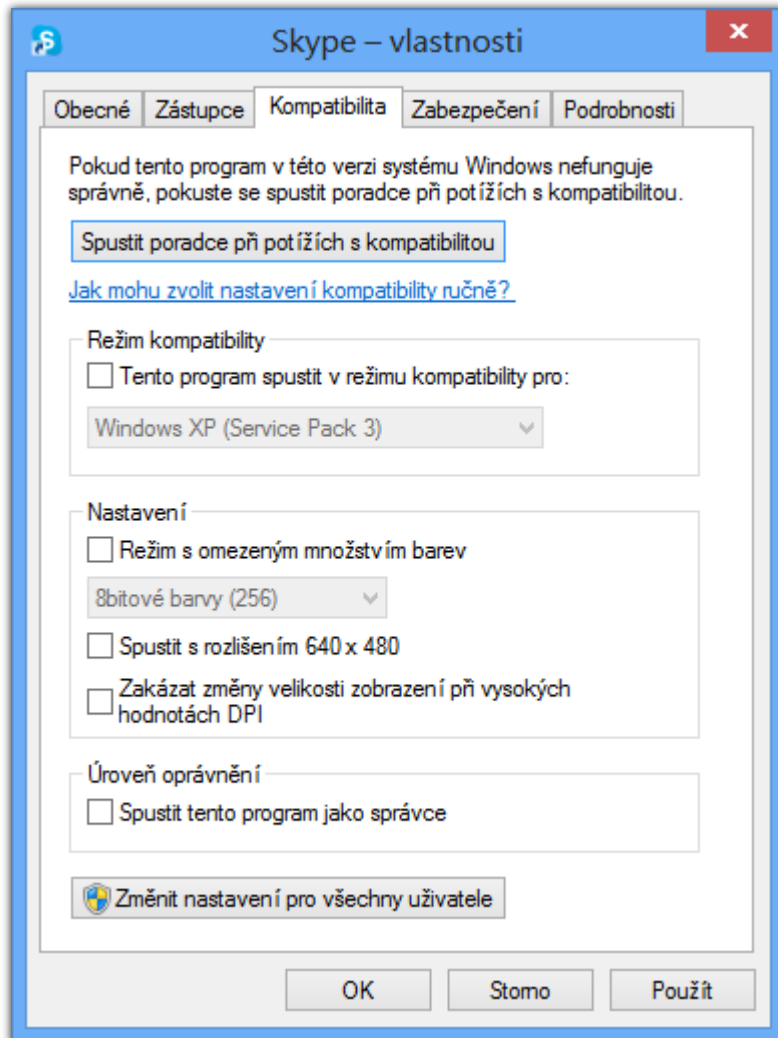 Skype – vlastnosti
Obecné Zástupce Kompatibilita Zabezpečení Podrobnosti
Pokud tento program v této verzi systému Windows nefunguje
správně, pokuste se spustit poradce při potížích s kompatibilitou.
Spustit poradce při potížích s kompatibilitou
Jak mohu zvolit nastavení kompatibility ručně?
Režim kompatibility
Tento program spustit v režimu kompatibility pro:
Windows XP (Service Pack 3)
Nastavení
Režim s omezeným množstvím barev
8bitové barvy (256)
Spustit s rozlišením 640 x 480
Zakázat změny velikosti zobrazení při vysokých
hodnotách DPI
Úroveň oprávnění
Spustit tento program jako správce
Změnit nastavení pro všechny uživatele
OK Storno Použít